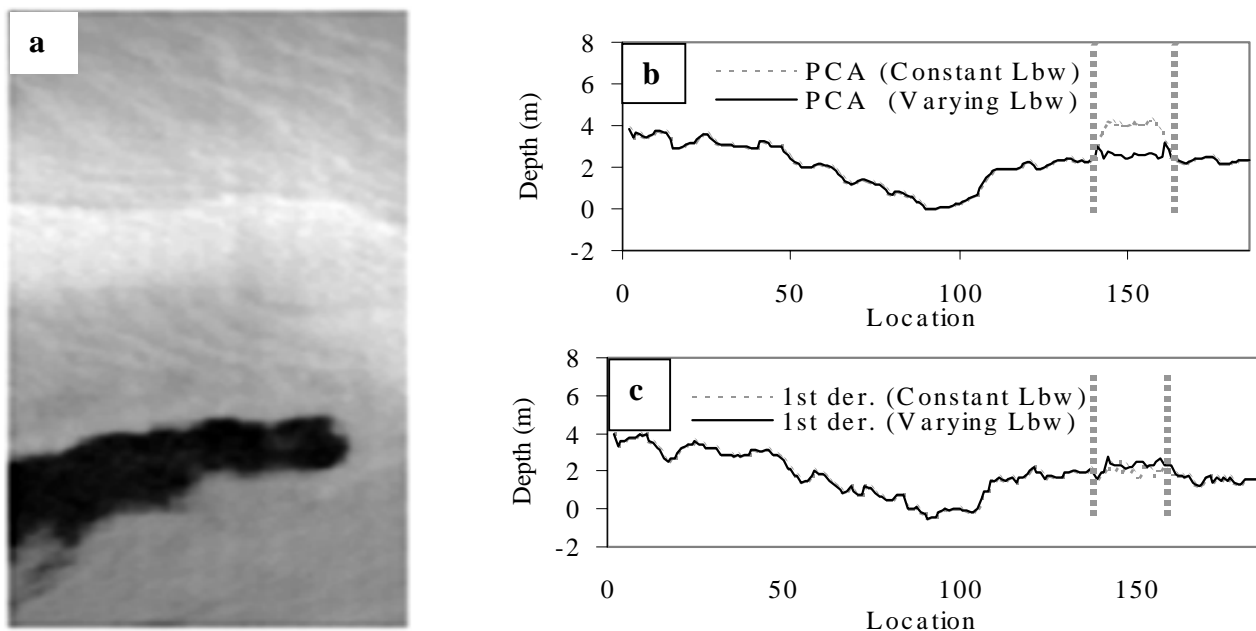 a
b
PCA (Constant Lbw)
PCA (Varying Lbw)
Depth (m)
8
6
4
2
0
-2
0
50
100
150
Location
c
1st der. (Constant Lbw)
1st der. (Varying Lbw)
Depth (m)
8
6
4
2
0
-2
0
50
100
150
Location